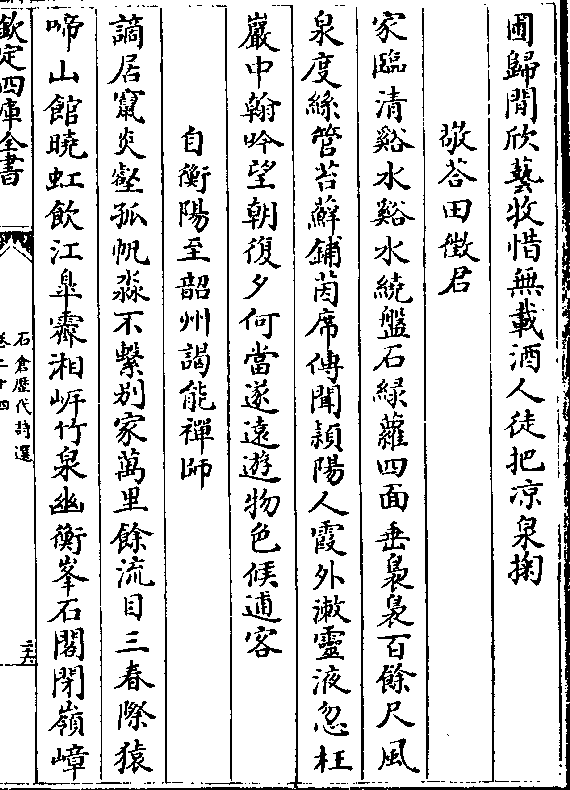 圃歸閒欣藝牧惜無載酒人徒把凉泉掬
敬荅田徵君
家臨清谿水谿水繞盤石緑蘿四面垂裊裊百餘尺風
泉度絲管苔蘚鋪茵席傳聞潁陽人霞外漱靈液忽枉
巖中翰吟望朝復夕何當遂遠遊物色候逋客
自衡陽至韶州謁能禪師
謫居竄炎壑孤帆淼不繫别家萬里餘流目三春際猿
啼山館曉虹飲江臯霽湘岍竹泉幽衡峯石閣閉嶺嶂
欽定四庫全書
石倉歴代詩選
卷二十四